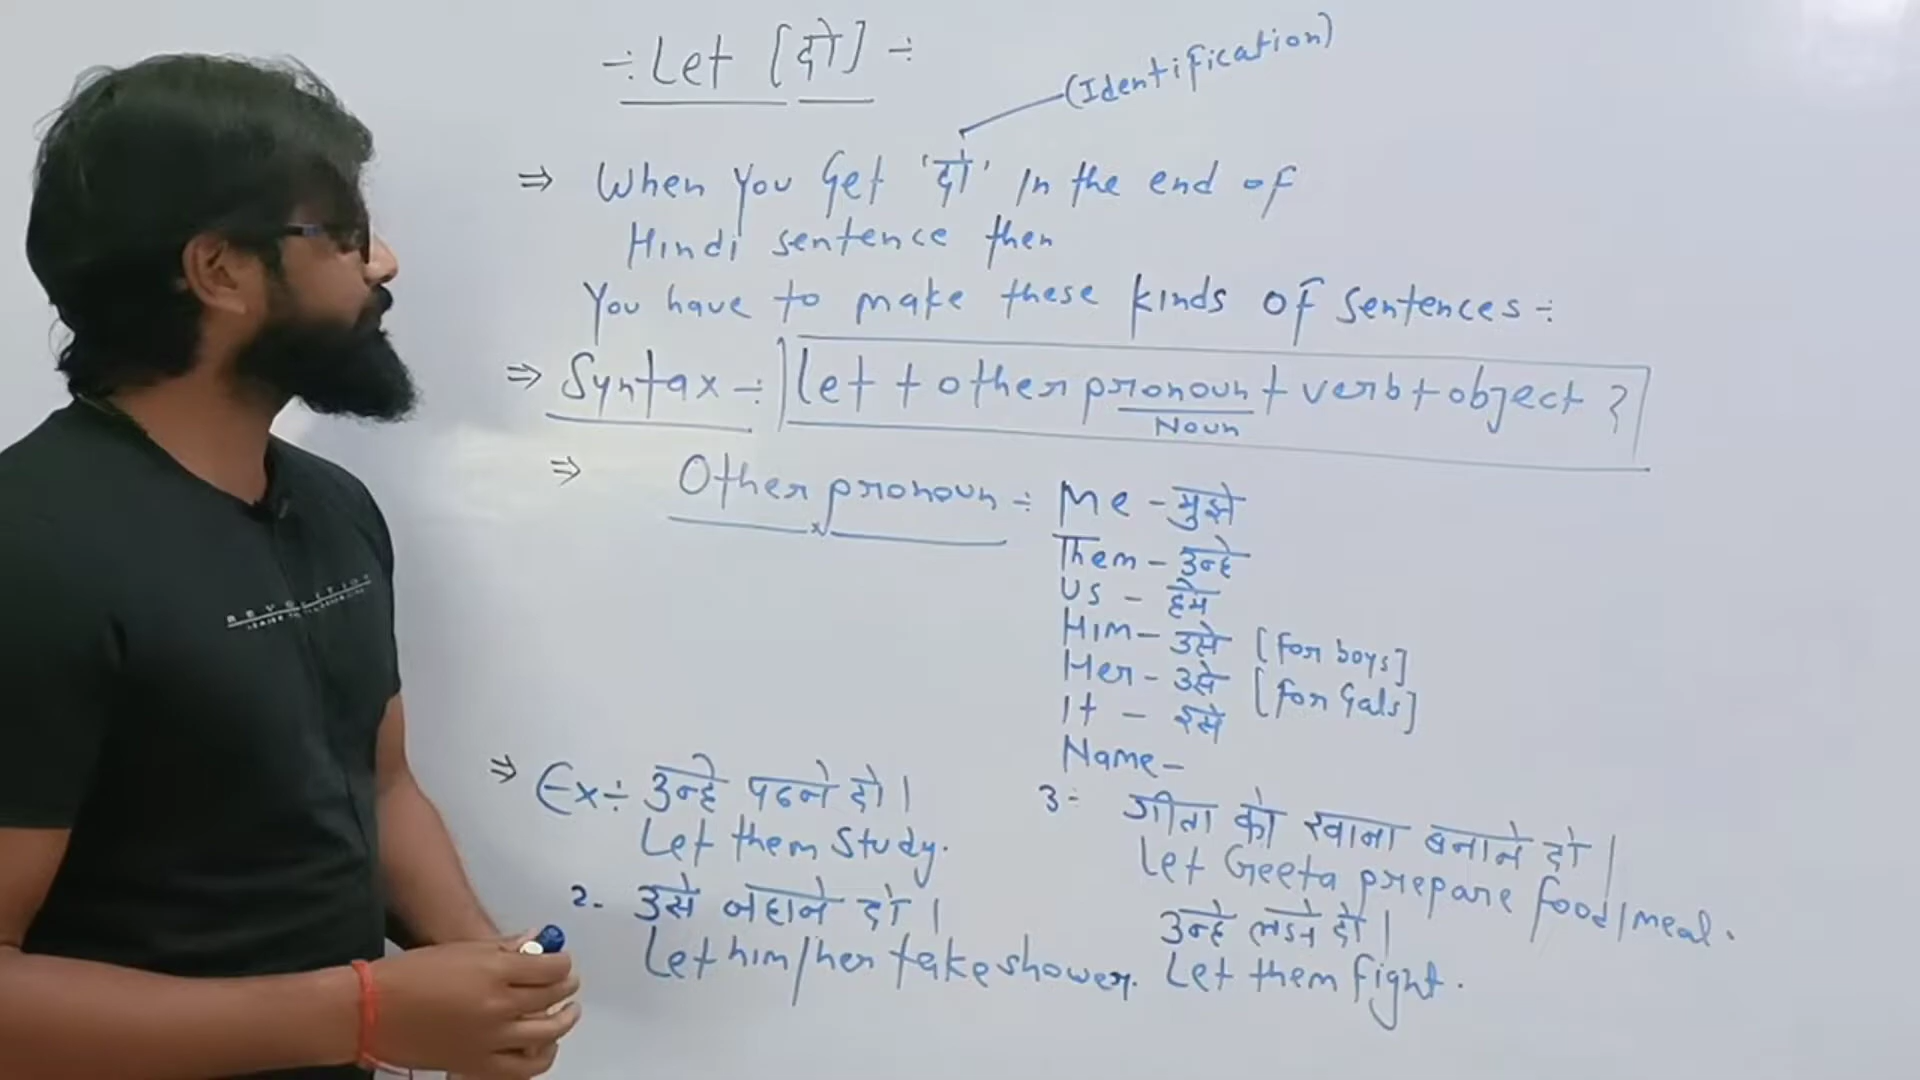 ÷ Let [दो] ÷
(Identification)
⇒ When you get 'दो' in the end of
Hindi sentence then
You have to make these kinds of sentences ÷
⇒ Syntax ÷ Let + other pronoun + verb + object ?
Noun
⇒ Other pronoun ÷ Me - मुझे
Them - उन्हे
Us - हमे
Him - उसे [for boys]
Her - उसे [for Gals]
It - इसे
Name -
⇒ Ex ÷ उन्हे पढने दो।
Let them study.
2. उसे नहाने दो।
Let him/her take shower.
3 ÷ गीता को खाना बनाने दो।
Let Geeta prepare food/meal.
उन्हे लडने दो।
Let them fight.
REVOLUTION